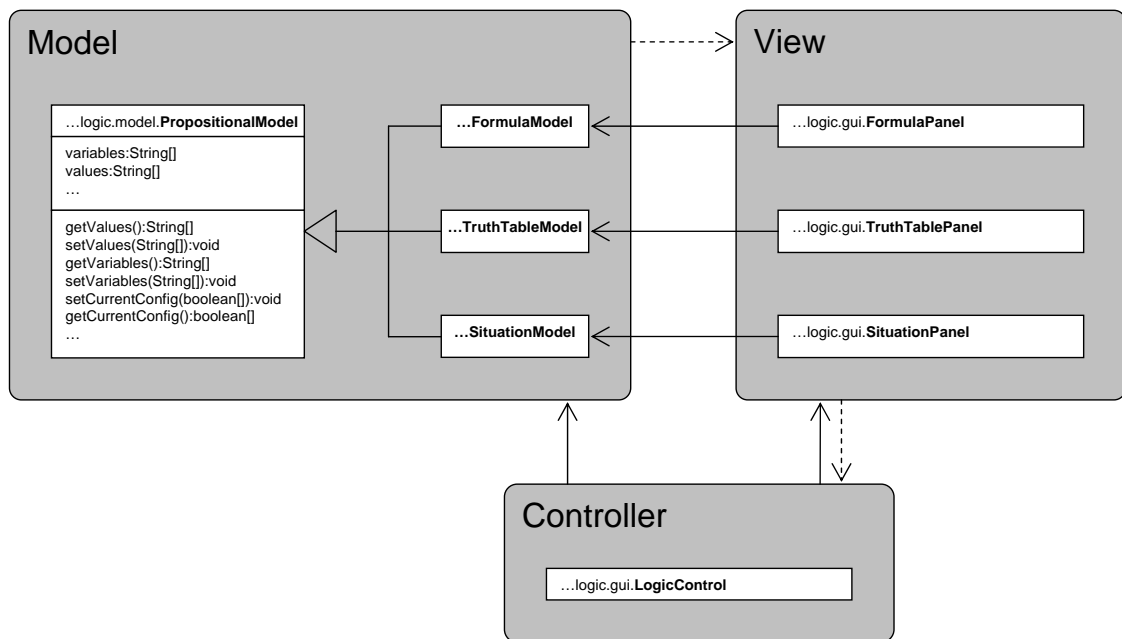 Model
…logic.model.PropositionalModel
variables:String[]
values:String[]
…
getValues():String[]
setValues(String[]):void
getVariables():String[]
setVariables(String[]):void
setCurrentConfig(boolean[]):void
getCurrentConfig():boolean[]
…
…FormulaModel
…TruthTableModel
…SituationModel
View
…logic.gui.FormulaPanel
…logic.gui.TruthTablePanel
…logic.gui.SituationPanel
Controller
…logic.gui.LogicControl